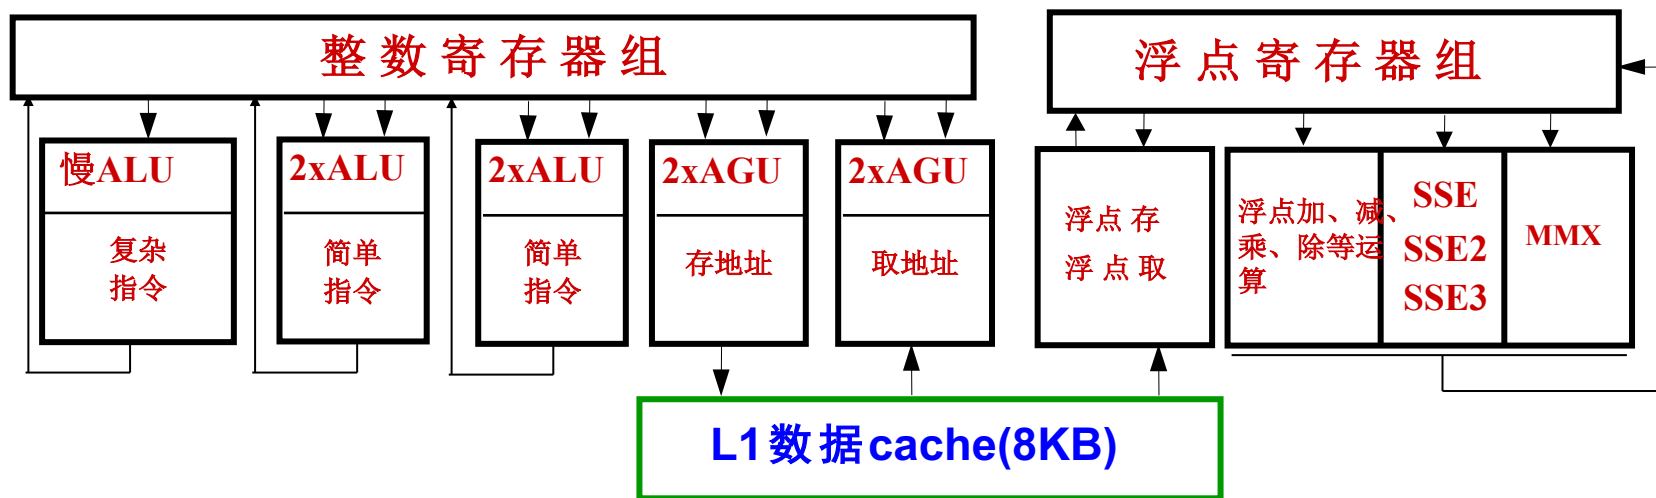 整数寄存器组
浮点寄存器组
慢ALU
复杂
指令
2xALU
简单
指令
2xALU
简单
指令
2xAGU
存地址
2xAGU
取地址
浮点 存
浮 点 取
浮点加、减、
乘、除等运
算
SSE
SSE2
SSE3
MMX
L1数据cache(8KB)